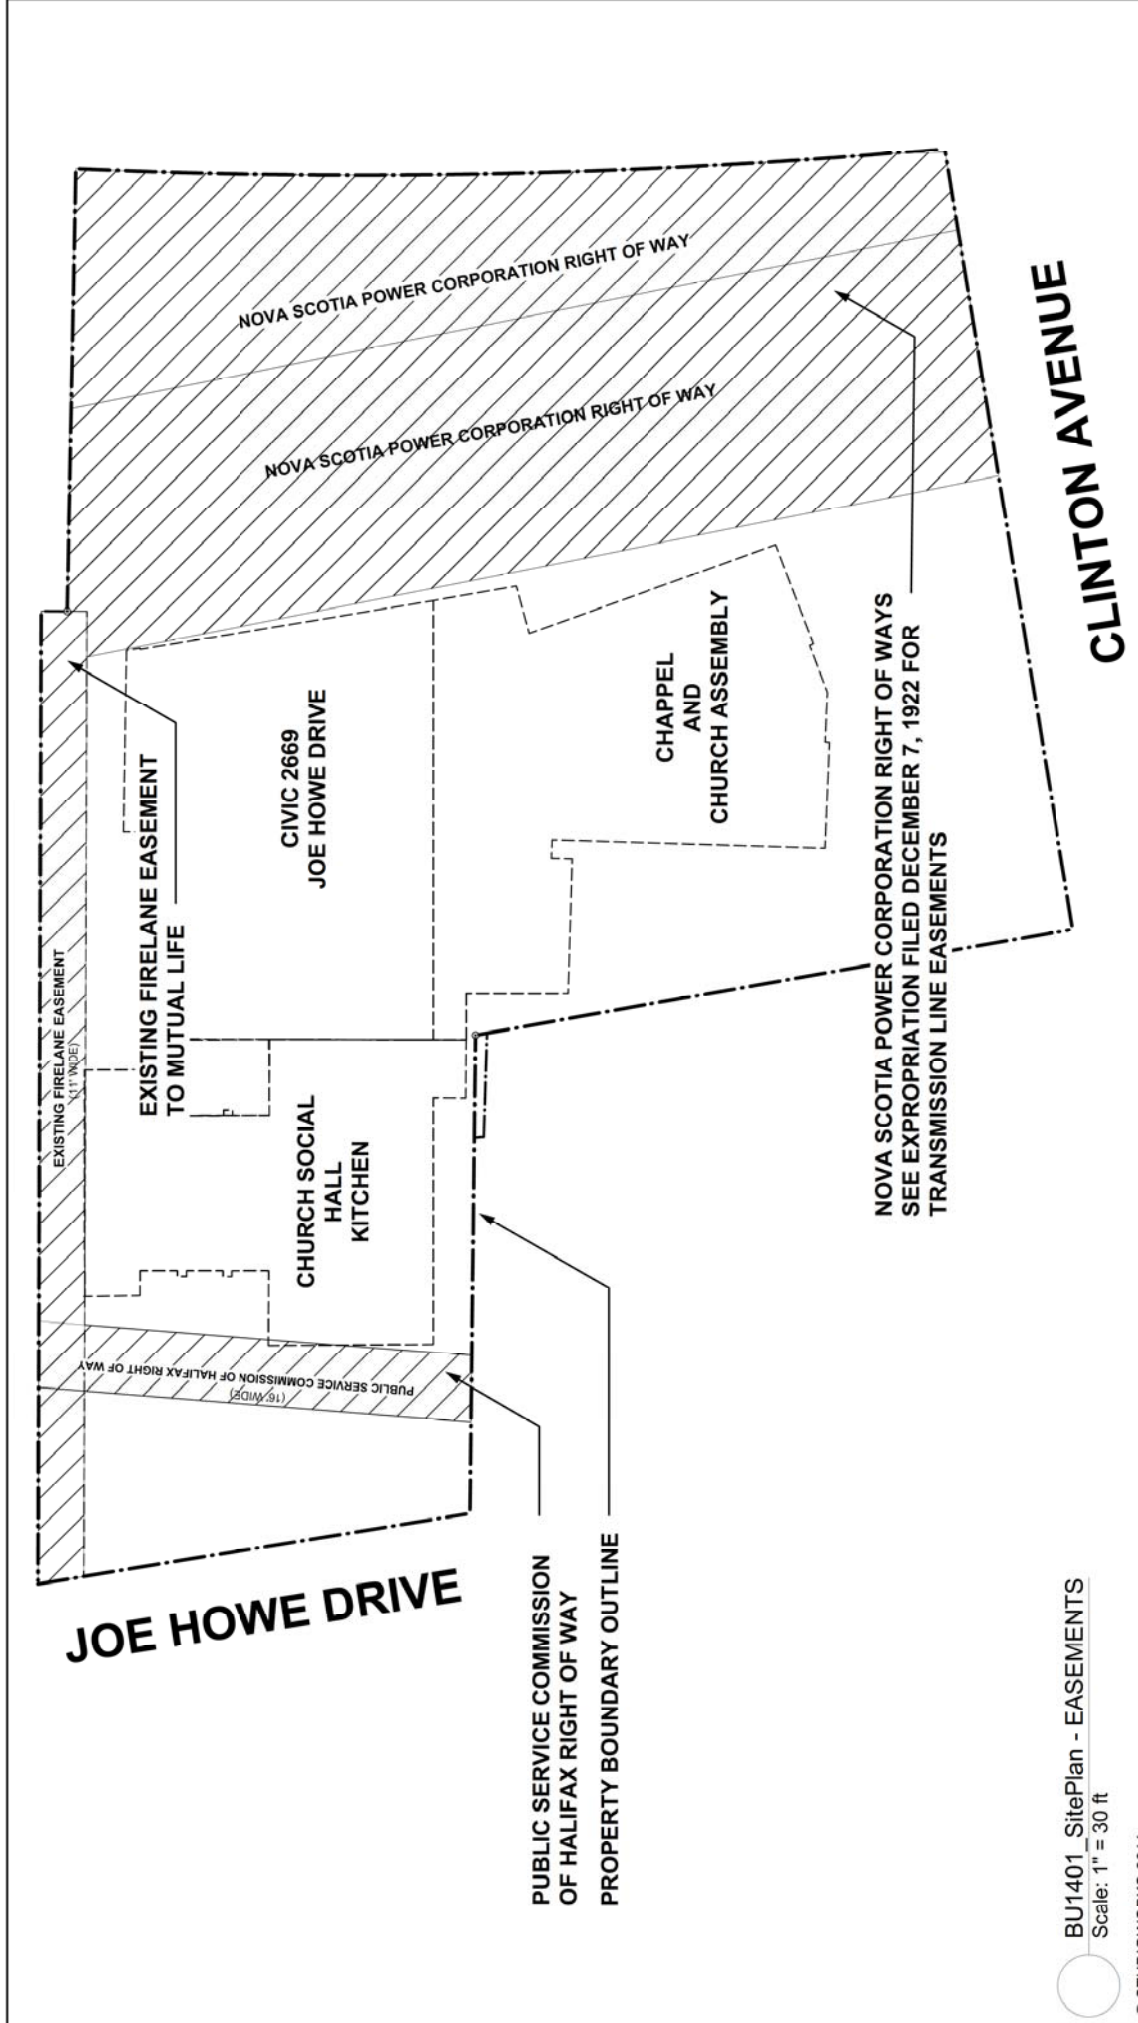 NOVA SCOTIA POWER CORPORATION RIGHT OF WAY
NOVA SCOTIA POWER CORPORATION RIGHT OF WAY
CLINTON AVENUE
EXISTING FIRELANE EASEMENT
TO MUTUAL LIFE
CIVIC 2669
JOE HOWE DRIVE
CHAPPEL
AND
CHURCH ASSEMBLY
EXISTING FIRELANE EASEMENT
(11' WIDE)
CHURCH SOCIAL
HALL
KITCHEN
NOVA SCOTIA POWER CORPORATION RIGHT OF WAYS
SEE EXPROPRIATION FILED DECEMBER 7, 1922 FOR
TRANSMISSION LINE EASEMENTS
PUBLIC SERVICE COMMISSION OF HALIFAX RIGHT OF WAY
(16' WIDE)
JOE HOWE DRIVE
PUBLIC SERVICE COMMISSION
OF HALIFAX RIGHT OF WAY
PROPERTY BOUNDARY OUTLINE
BU1401_SitePlan - EASEMENTS
Scale: 1" = 30 ft